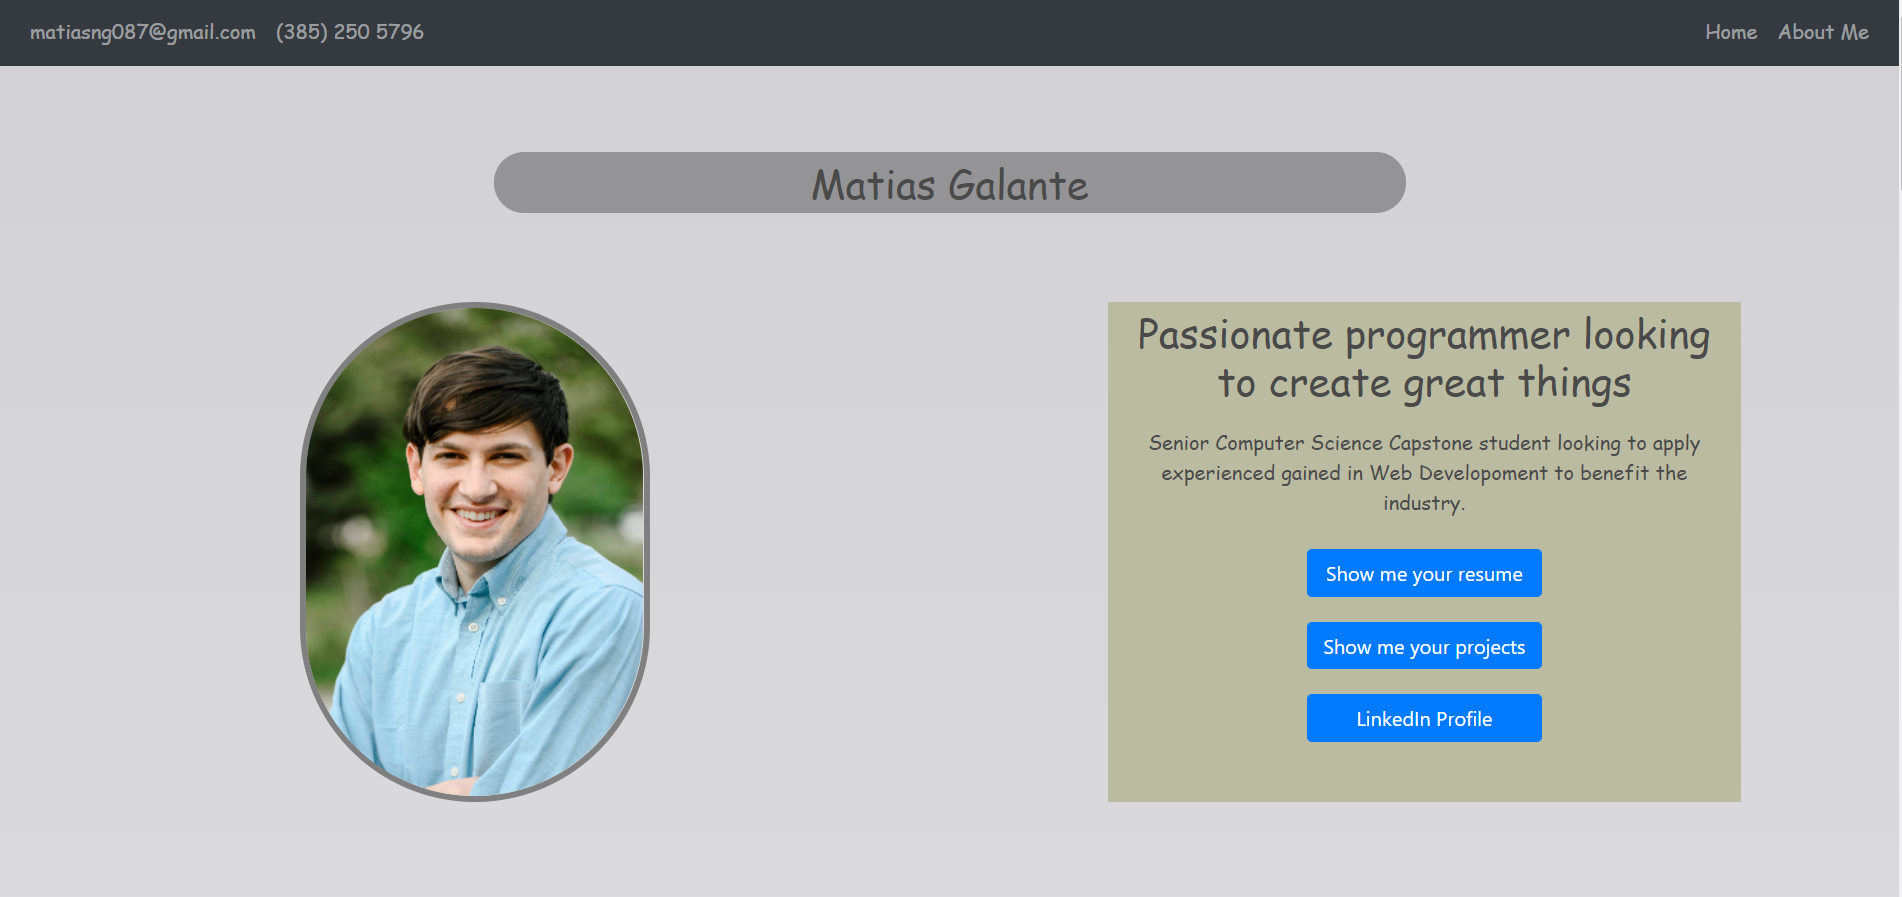 matiasng087@gmail.com (385) 250 5796 Home About Me
Matias Galante
Passionate programmer looking
to create great things
Senior Computer Science Capstone student looking to apply
experienced gained in Web Developoment to benefit the
industry.
Show me your resume
Show me your projects
LinkedIn Profile